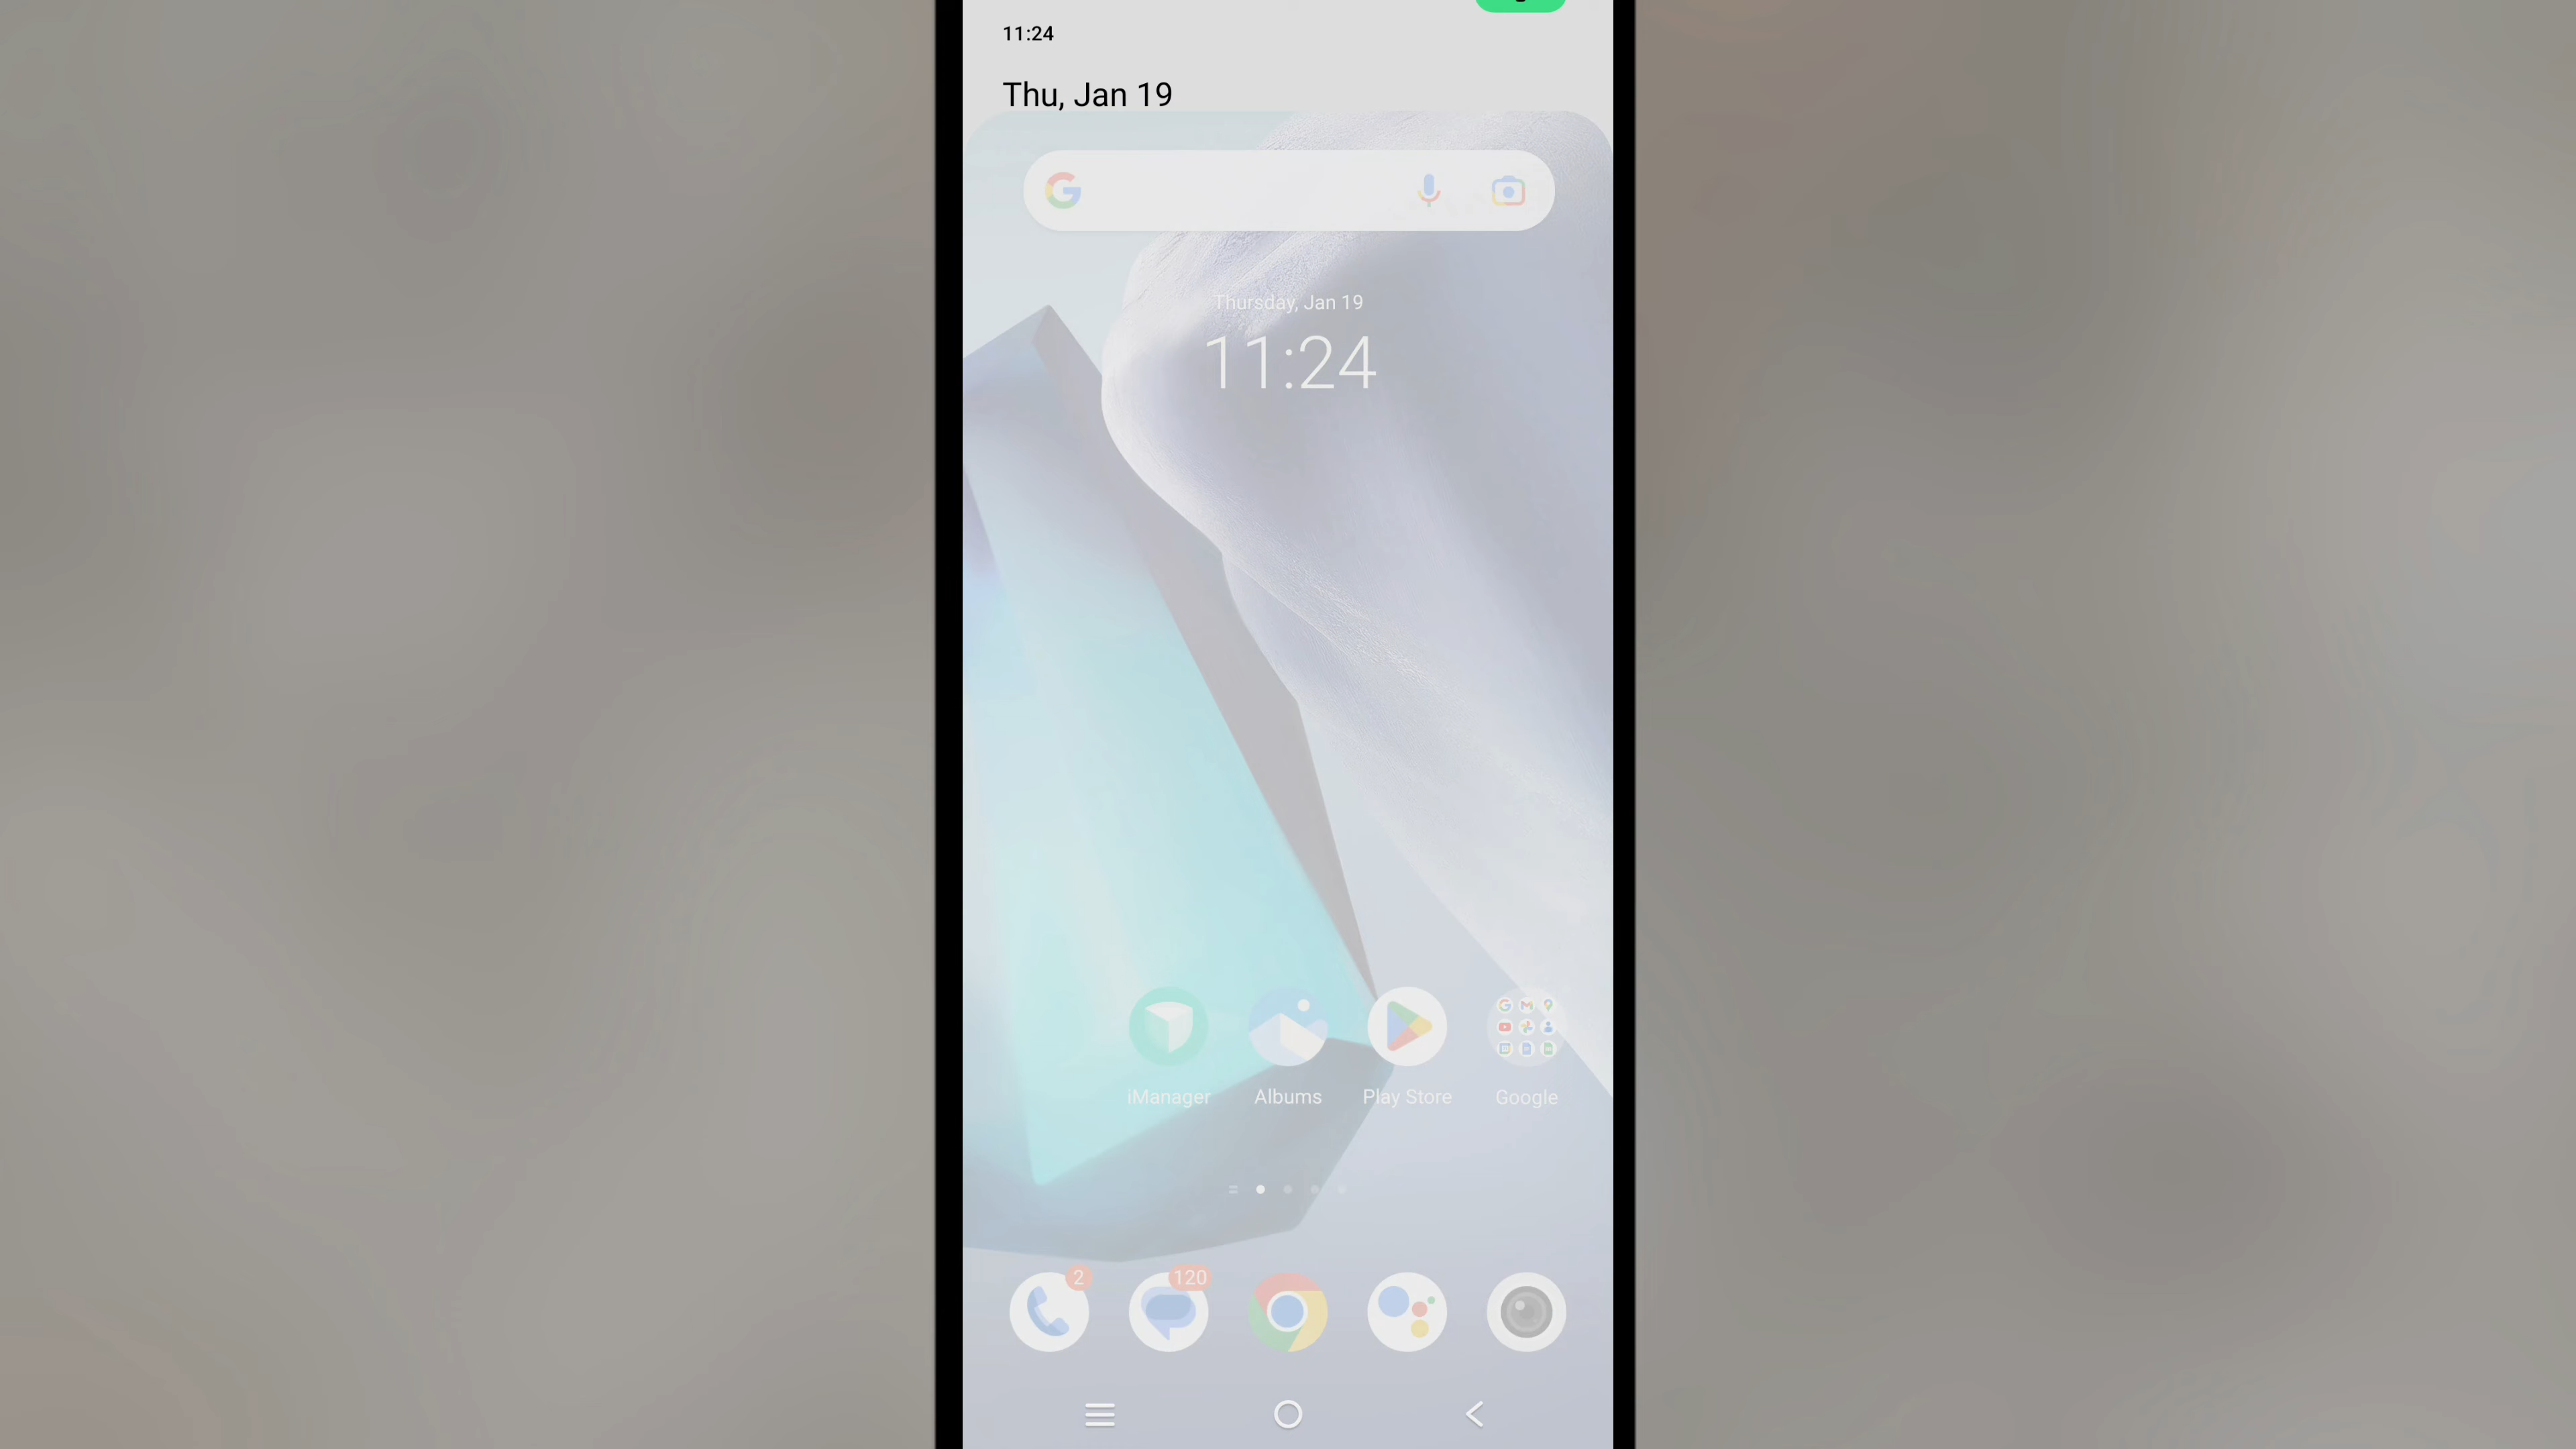 11:24
Thu, Jan 19
Thursday, Jan 19
11:24
iManager
Albums
Play Store
Google
2
120